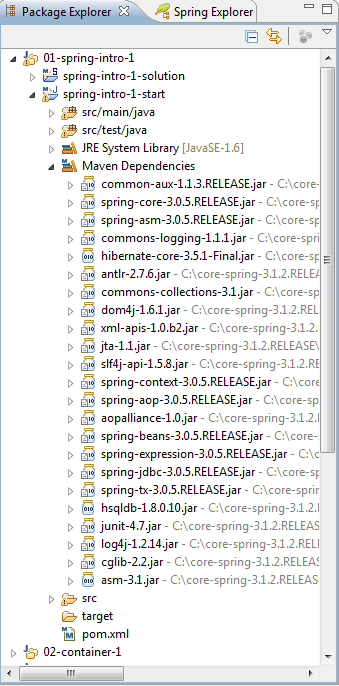 Package Explorer Spring Explorer
01-spring-intro-1
spring-intro-1-solution
spring-intro-1-start
src/main/java
src/test/java
JRE System Library [JavaSE-1.6]
Maven Dependencies
common-aux-1.1.3.RELEASE.jar - C:\core-
spring-core-3.0.5.RELEASE.jar - C:\core-s
spring-asm-3.0.5.RELEASE.jar - C:\core-s
commons-logging-1.1.1.jar - C:\core-spr
hibernate-core-3.5.1-Final.jar - C:\core-s
antlr-2.7.6.jar - C:\core-spring-3.1.2.RELE
commons-collections-3.1.jar - C:\core-sp
dom4j-1.6.1.jar - C:\core-spring-3.1.2.RE
xml-apis-1.0.b2.jar - C:\core-spring-3.1.2
jta-1.1.jar - C:\core-spring-3.1.2.RELEASE\
slf4j-api-1.5.8.jar - C:\core-spring-3.1.2.
spring-context-3.0.5.RELEASE.jar - C:\cor
spring-aop-3.0.5.RELEASE.jar - C:\core-s
aopalliance-1.0.jar - C:\core-spring-3.1.2
spring-beans-3.0.5.RELEASE.jar - C:\core-
spring-expression-3.0.5.RELEASE.jar - C:\
spring-jdbc-3.0.5.RELEASE.jar - C:\core-s
spring-tx-3.0.5.RELEASE.jar - C:\core-spr
hsqldb-1.8.0.10.jar - C:\core-spring-3.1.2
junit-4.7.jar - C:\core-spring-3.1.2.RELEA
log4j-1.2.14.jar - C:\core-spring-3.1.2.RE
cglib-2.2.jar - C:\core-spring-3.1.2.RELEA
asm-3.1.jar - C:\core-spring-3.1.2.RELEAS
src
target
pom.xml
02-container-1